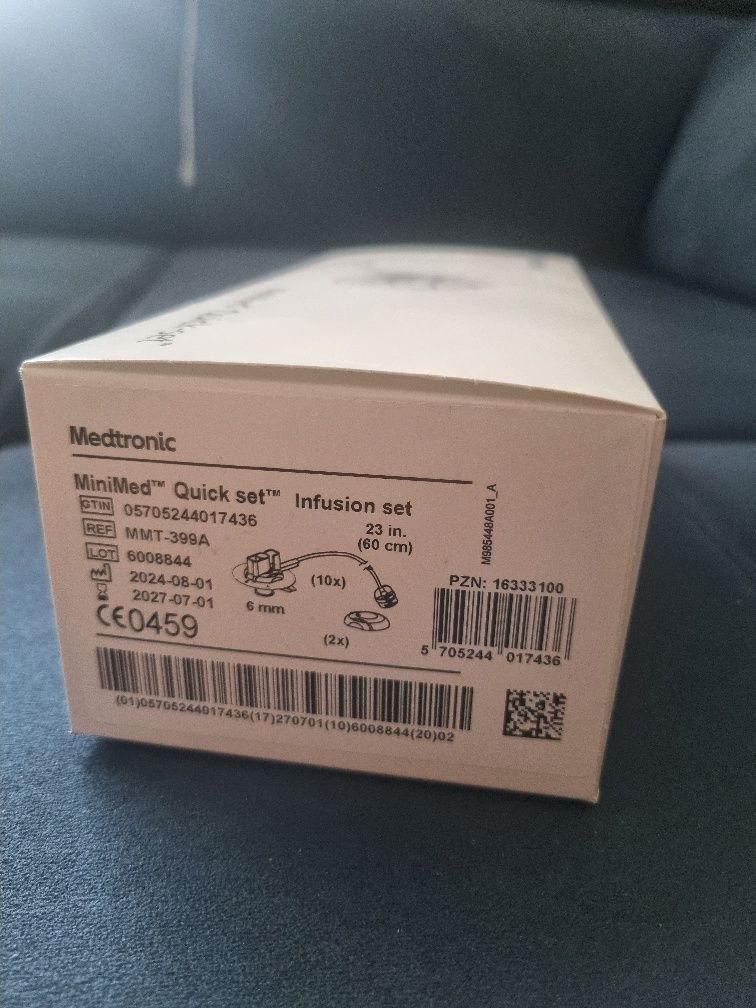 Medtronic
MiniMed™ Quick set™ Infusion set
GTIN 05705244017436
REF MMT-399A
LOT 6008844
2024-08-01
2027-07-01
CE0459
23 in.
(60 cm)
(10x)
6 mm
(2x)
M985448A001_A
PZN: 16333100
5 705244 017436
(01)05705244017436(17)270701(10)6008844(20)02